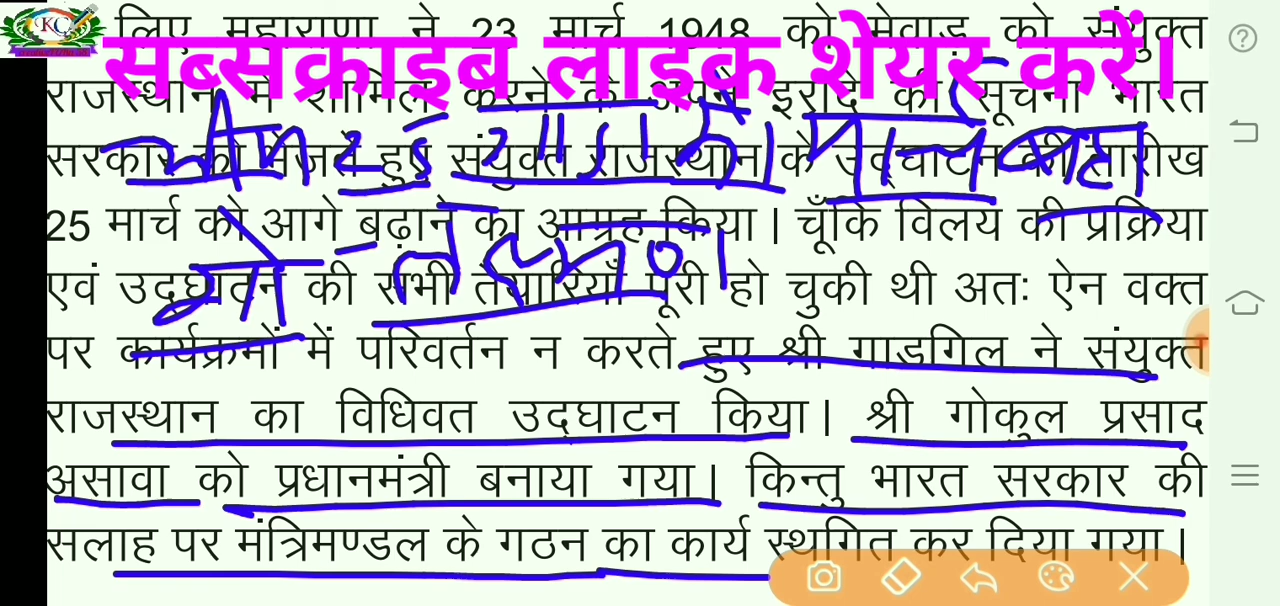 KC
लिए महाराणा ने 23 मार्च 1948 को मेवाड़ को संयुक्त
सब्सक्राइब लाइक शेयर करें।
राजस्थान में शामिल करने के अपने इरादे की सूचना भारत
सरकार को भेजते हुए संयुक्त राजस्थान के उद्घाटन की तारीख
25 मार्च को आगे बढ़ाने का आग्रह किया। चूँकि विलय की प्रक्रिया
एवं उद्घाटन की सभी तैयारियाँ पूरी हो चुकी थी अतः ऐन वक्त
पर कार्यक्रमों में परिवर्तन न करते हुए श्री गाडगिल ने संयुक्त
राजस्थान का विधिवत उद्घाटन किया। श्री गोकुल प्रसाद
असावा को प्रधानमंत्री बनाया गया। किन्तु भारत सरकार की
सलाह पर मंत्रिमण्डल के गठन का कार्य स्थगित कर दिया गया।